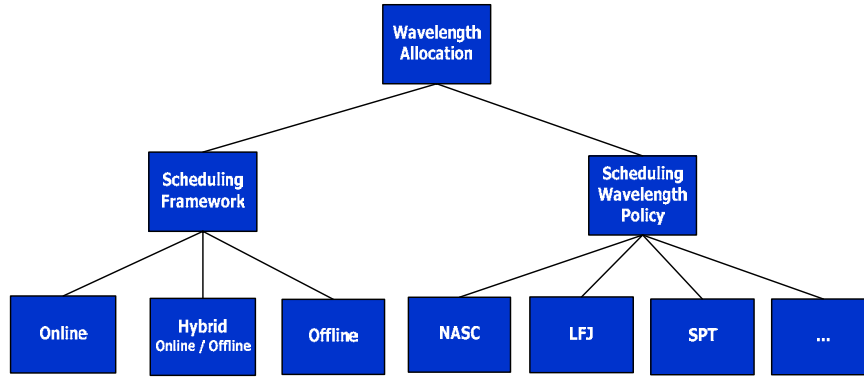 Wavelength
Allocation
Scheduling
Framework
Scheduling
Wavelength
Policy
Online
Hybrid
Online / Offline
Offline
NASC
LFJ
SPT
...